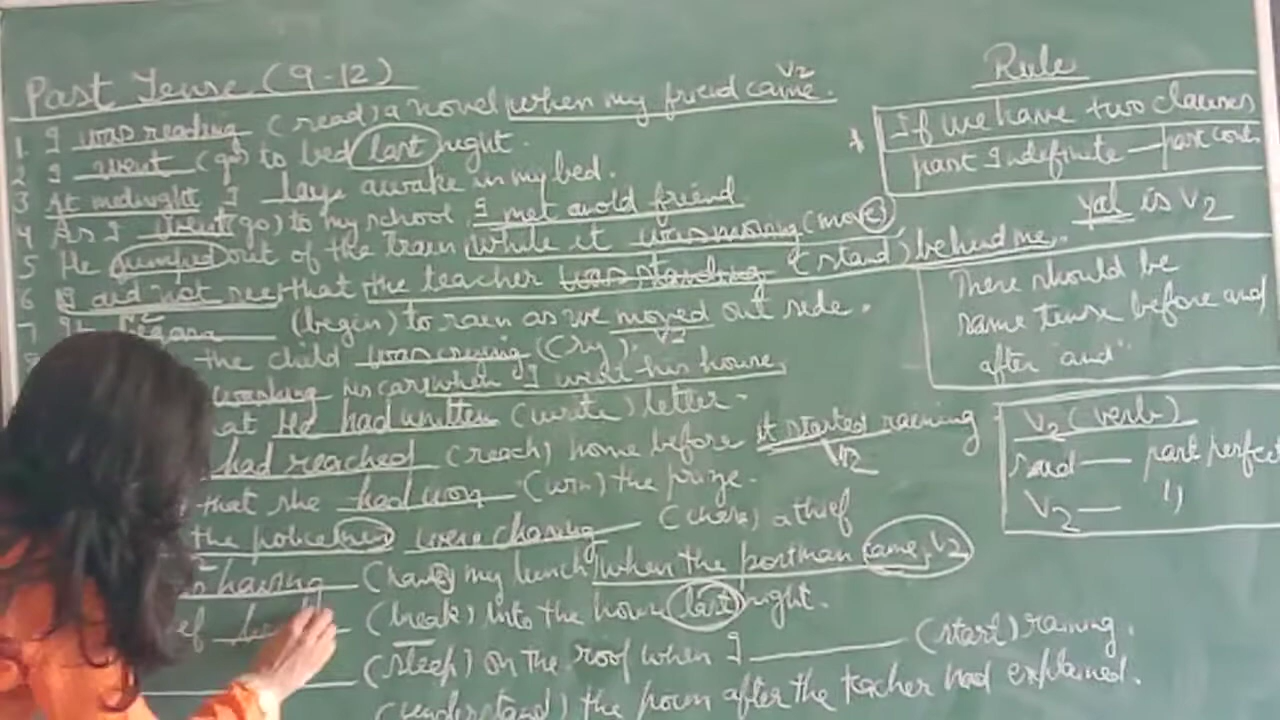 Past Tense (9-12)
1. I was reading (read) a novel when my friend came. V2
2 I went (go) to bed last night.
3 At midnight I lay awake in my bed.
4 As I went (go) to my school I met an old friend
5 He jumped out of the train while it was moving (move)
6 I did not see that the teacher was standing (stand) behind me.
7 It began (begin) to rain as we moved out side.
the child was crying (cry). V2
washing his car when I went his house,
at He had written (write) letter.
had reached (reach) home before it started raining
V2
that she had won (win) the prize.
the policemen were chasing (chase) a thief
having (have) my lunch when the postman came, V2
ef (break) into the house last night.
(sleep) on the roof when I (start) raining.
(understand) the poem after the teacher had explained.
Rule
If we have two clauses
past Indefinite — past cont
yah is V2
There should be
same tense before and
after "and"
V2 (verb)
said — past perfect
V2 — "